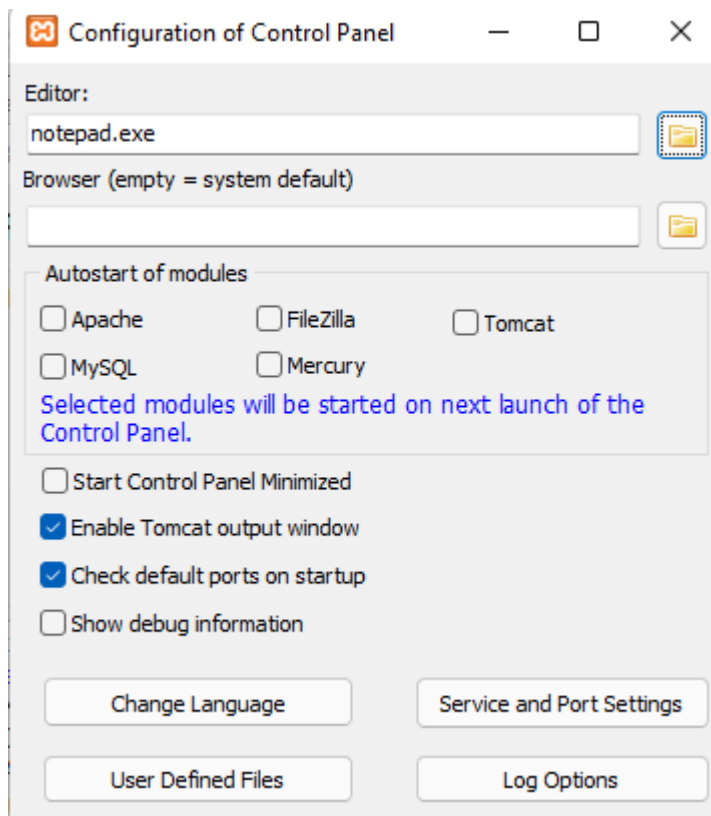 Configuration of Control Panel
Editor:
notepad.exe
Browser (empty = system default)
Autostart of modules
Apache FileZilla Tomcat
MySQL Mercury
Selected modules will be started on next launch of the
Control Panel.
Start Control Panel Minimized
Enable Tomcat output window
Check default ports on startup
Show debug information
Change Language Service and Port Settings
User Defined Files Log Options